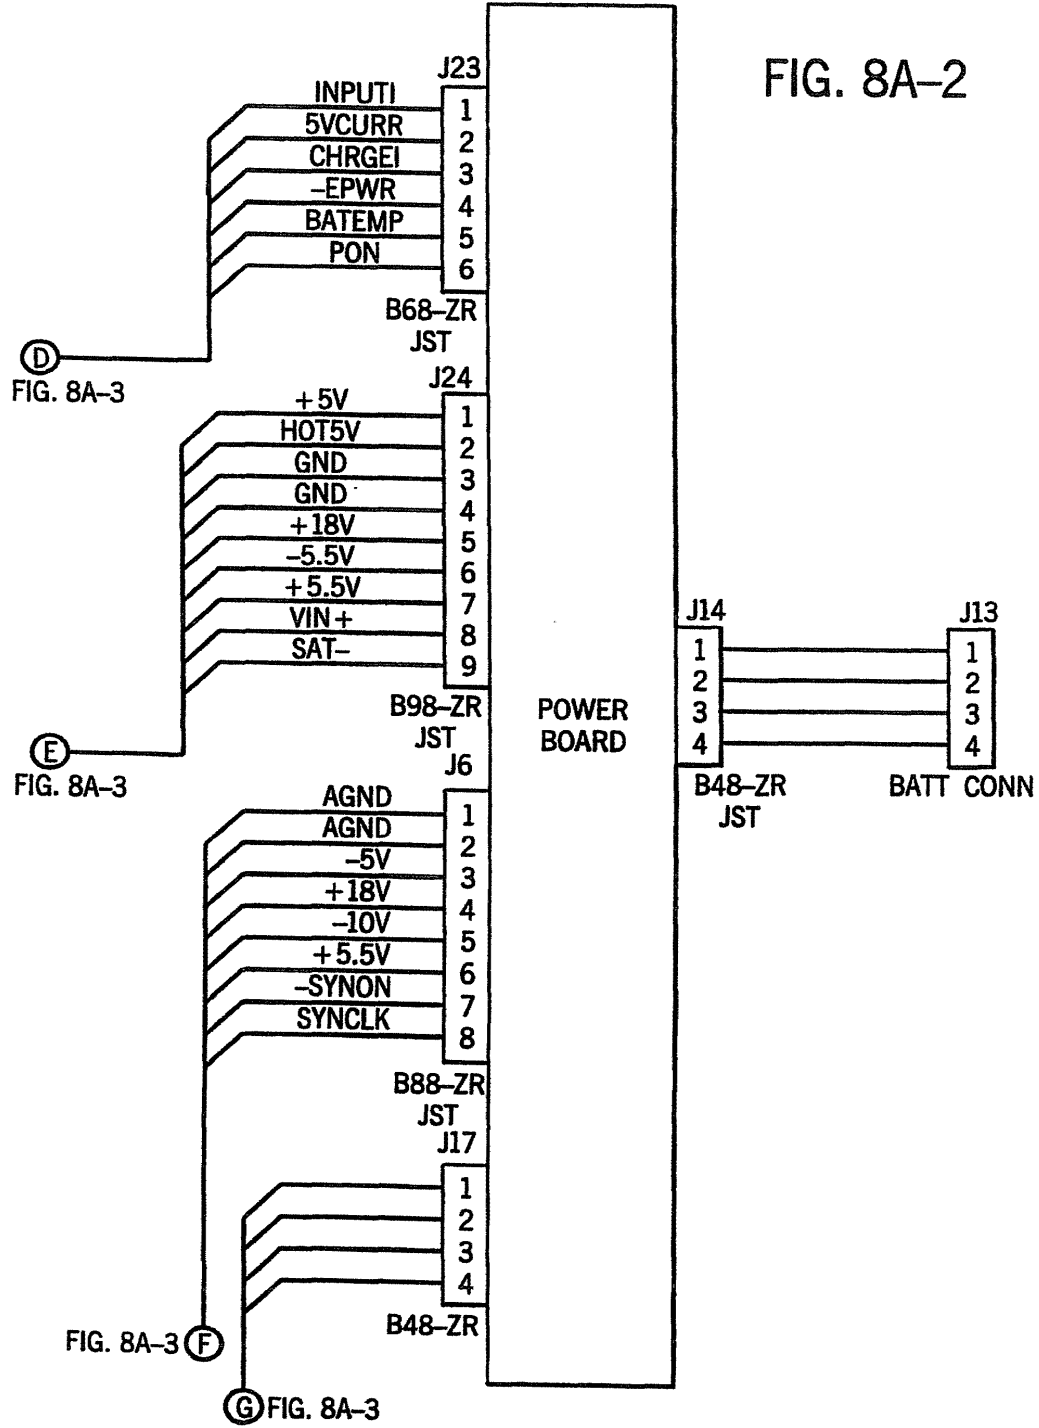 FIG. 8A–2
J23
INPUTI 1
5VCURR 2
CHRGEI 3
–EPWR 4
BATEMP 5
PON 6
B68–ZR
JST
D
FIG. 8A–3
J24
+5V 1
HOT5V 2
GND 3
GND 4
+18V 5
–5.5V 6
+5.5V 7
VIN+ 8
SAT– 9
B98–ZR
JST
E
FIG. 8A–3
POWER
BOARD
J14
1
2
3
4
B48–ZR
JST
J13
1
2
3
4
BATT CONN
J6
AGND 1
AGND 2
–5V 3
+18V 4
–10V 5
+5.5V 6
–SYNON 7
SYNCLK 8
B88–ZR
JST
J17
1
2
3
4
B48–ZR
FIG. 8A–3 F
G FIG. 8A–3